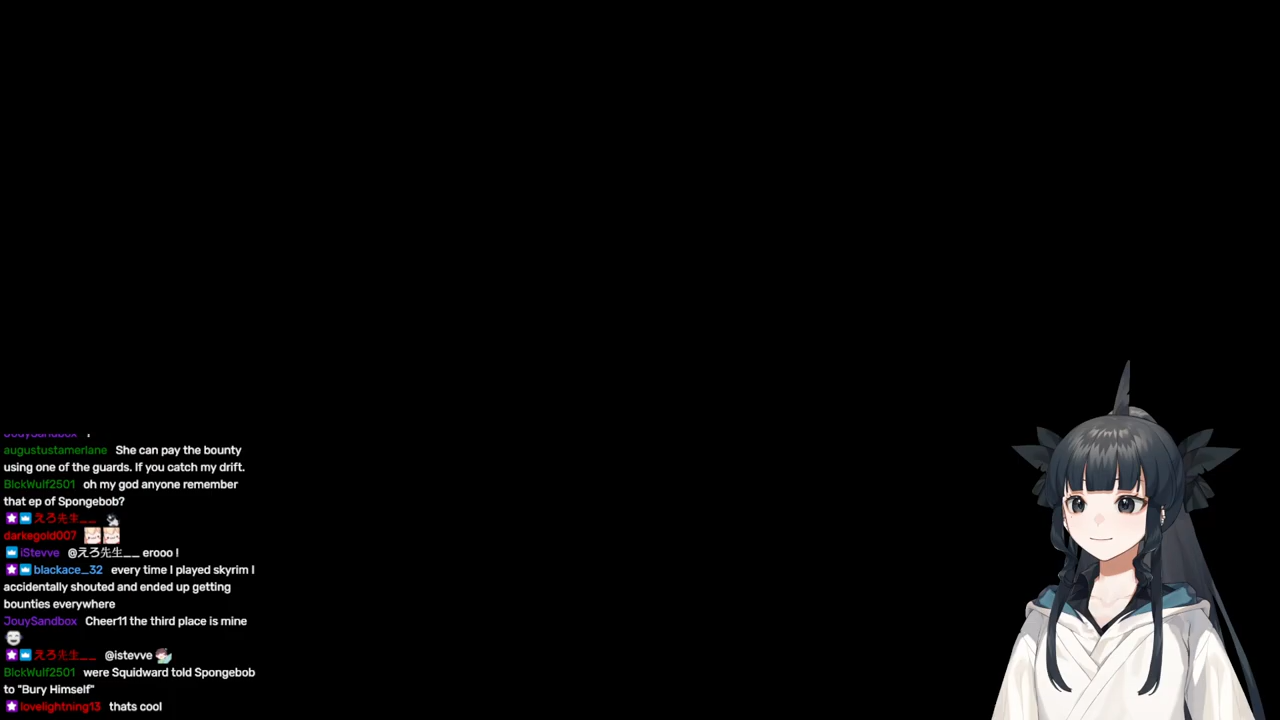 augustustamerlane She can pay the bounty
using one of the guards. If you catch my drift.
BlckWulf2501 oh my god anyone remember
that ep of Spongebob?
えろ先生__
darkegold007
iStevve @えろ先生__ erooo !
blackace_32 every time I played skyrim I
accidentally shouted and ended up getting
bounties everywhere
JouySandbox Cheer11 the third place is mine
えろ先生__ @istevve
BlckWulf2501 were Squidward told Spongebob
to "Bury Himself"
lovelightning13 thats cool